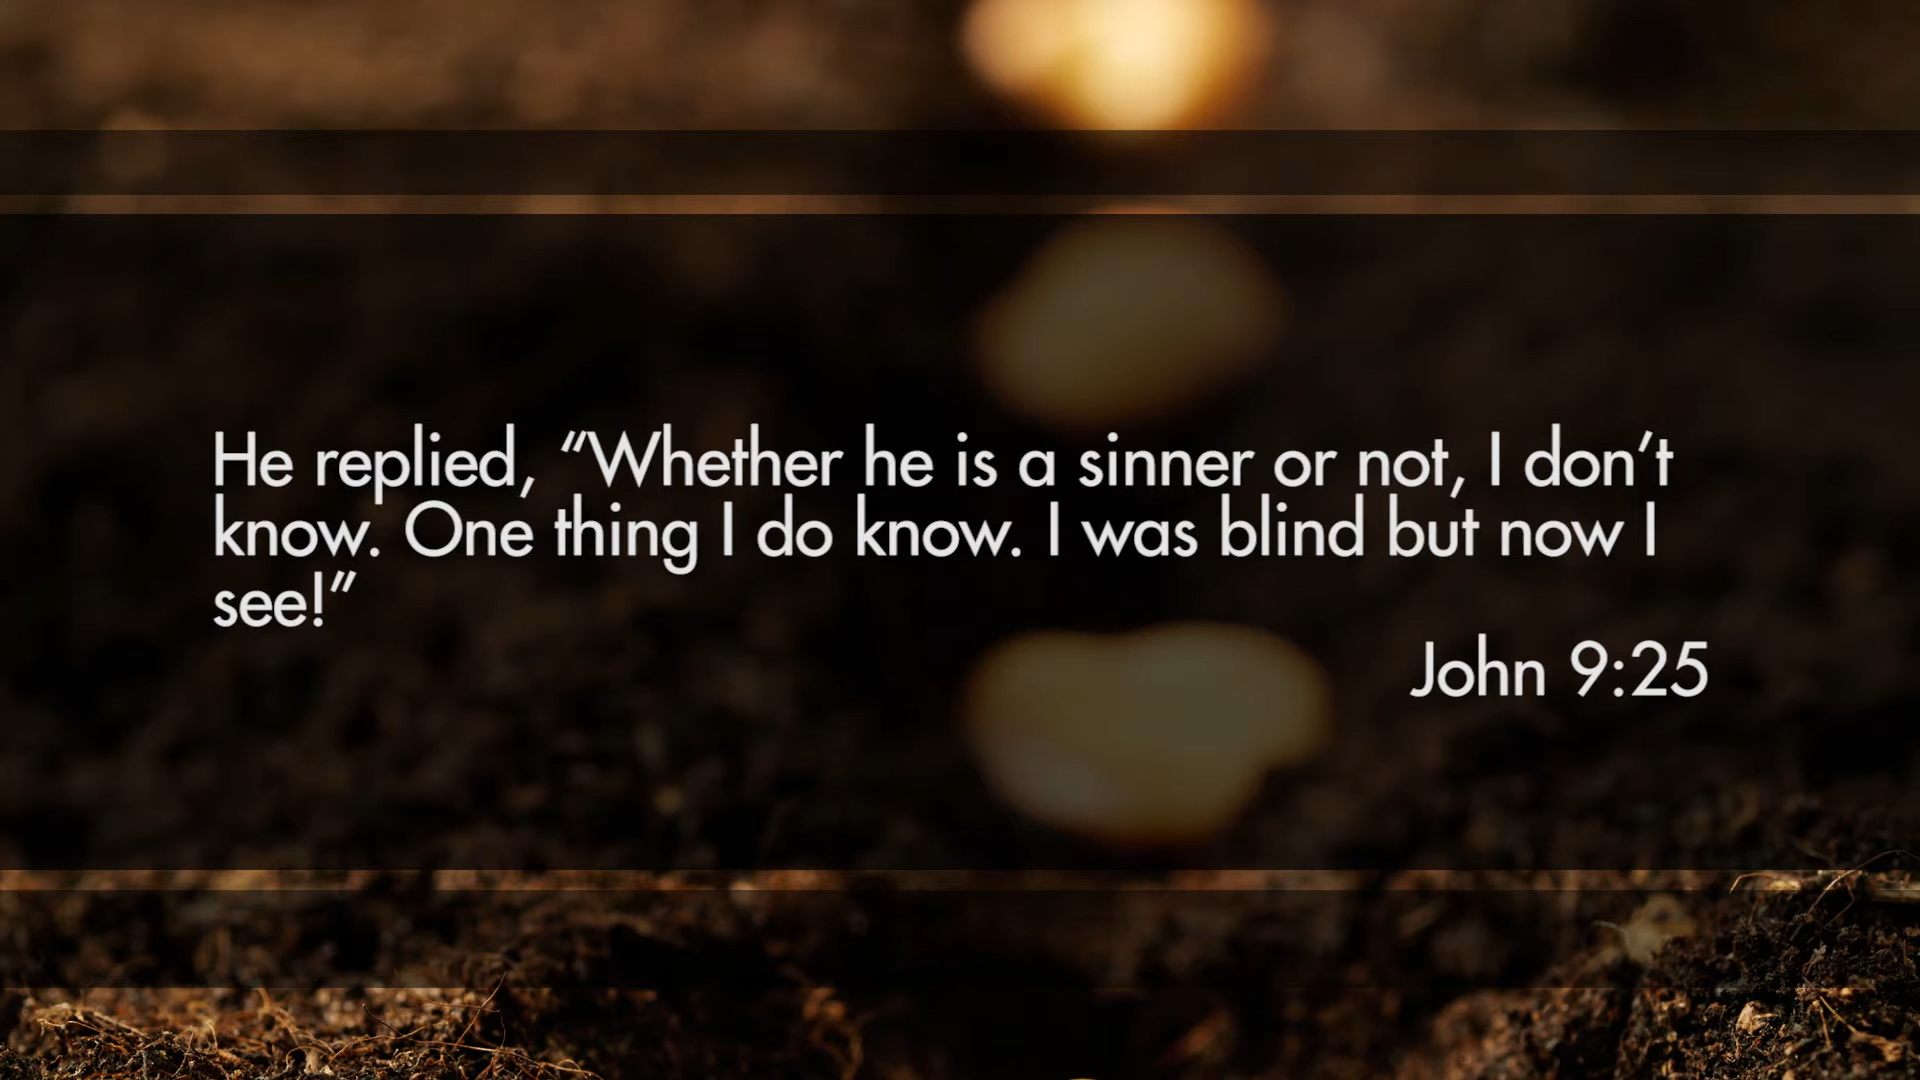 He replied, “Whether he is a sinner or not, I don’t
know. One thing I do know. I was blind but now I
see!”
John 9:25